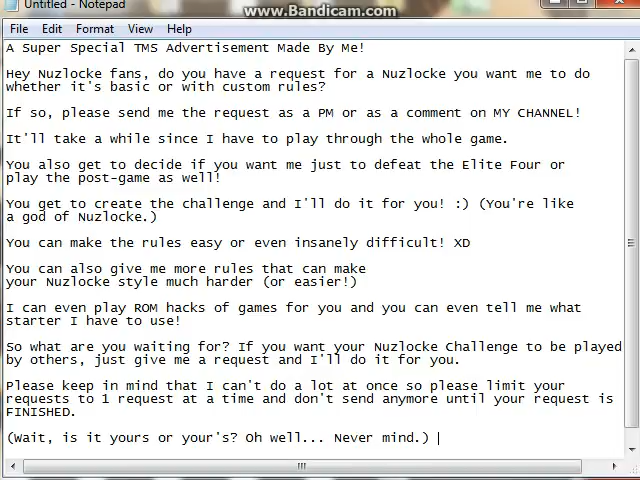 Untitled - Notepad
www.Bandicam.com
File Edit Format View Help
A Super Special TMS Advertisement Made By Me!
Hey Nuzlocke fans, do you have a request for a Nuzlocke you want me to do
whether it's basic or with custom rules?
If so, please send me the request as a PM or as a comment on MY CHANNEL!
It'll take a while since I have to play through the whole game.
You also get to decide if you want me just to defeat the Elite Four or
play the post-game as well!
You get to create the challenge and I'll do it for you! :) (You're like
a god of Nuzlocke.)
You can make the rules easy or even insanely difficult! XD
You can also give me more rules that can make
your Nuzlocke style much harder (or easier!)
I can even play ROM hacks of games for you and you can even tell me what
starter I have to use!
So what are you waiting for? If you want your Nuzlocke Challenge to be played
by others, just give me a request and I'll do it for you.
Please keep in mind that I can't do a lot at once so please limit your
requests to 1 request at a time and don't send anymore until your request is
FINISHED.
(Wait, is it yours or your's? Oh well... Never mind.)